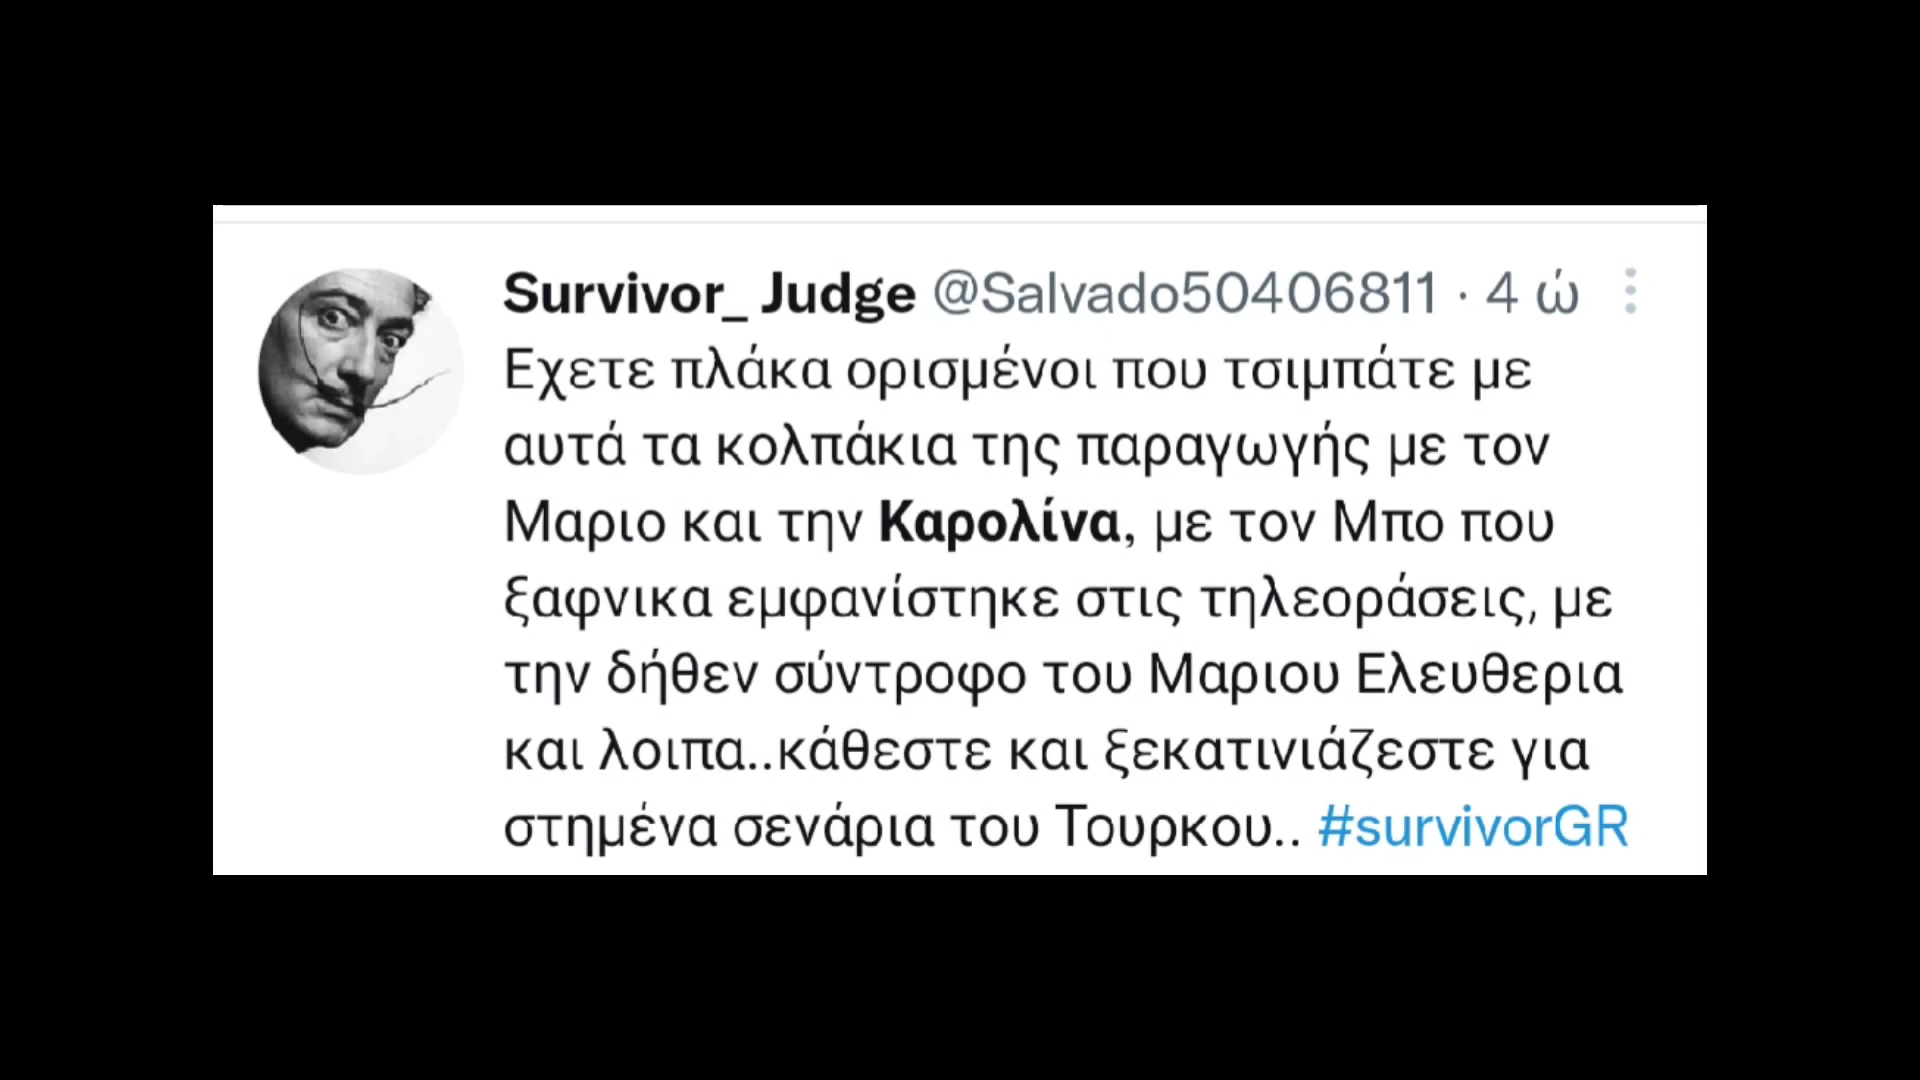 Survivor_ Judge @Salvado50406811 · 4 ώ
Εχετε πλάκα ορισμένοι που τσιμπάτε με
αυτά τα κολπάκια της παραγωγής με τον
Μαριο και την Καρολίνα, με τον Μπο που
ξαφνικα εμφανίστηκε στις τηλεοράσεις, με
την δήθεν σύντροφο του Μαριου Ελευθερια
και λοιπα..κάθεστε και ξεκατινιάζεστε για
στημένα σενάρια του Τουρκου.. #survivorGR